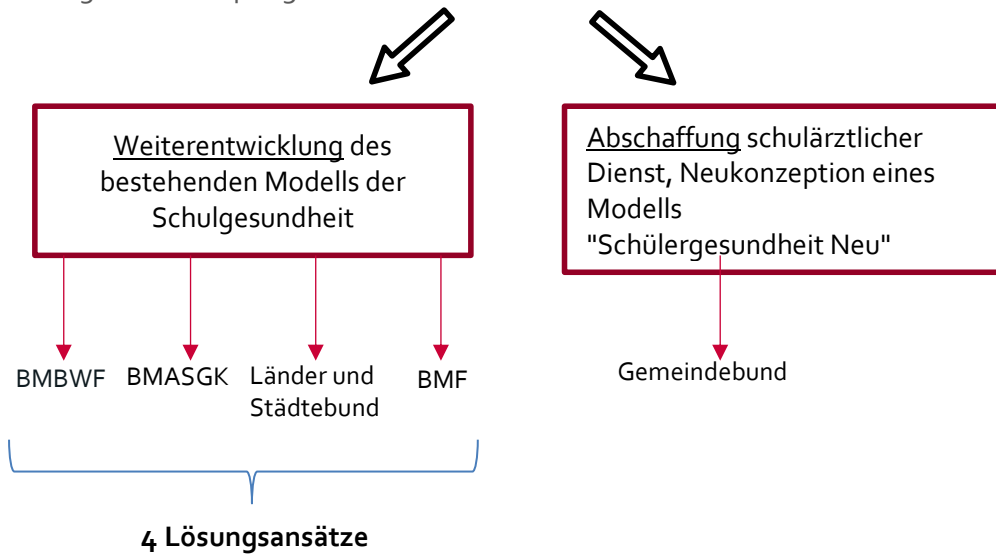 Weiterentwicklung des
bestehenden Modells der
Schulgesundheit
Abschaffung schulärztlicher
Dienst, Neukonzeption eines
Modells
"Schülergesundheit Neu"
BMBWF
BMASGK
Länder und
Städtebund
BMF
Gemeindebund
4 Lösungsansätze